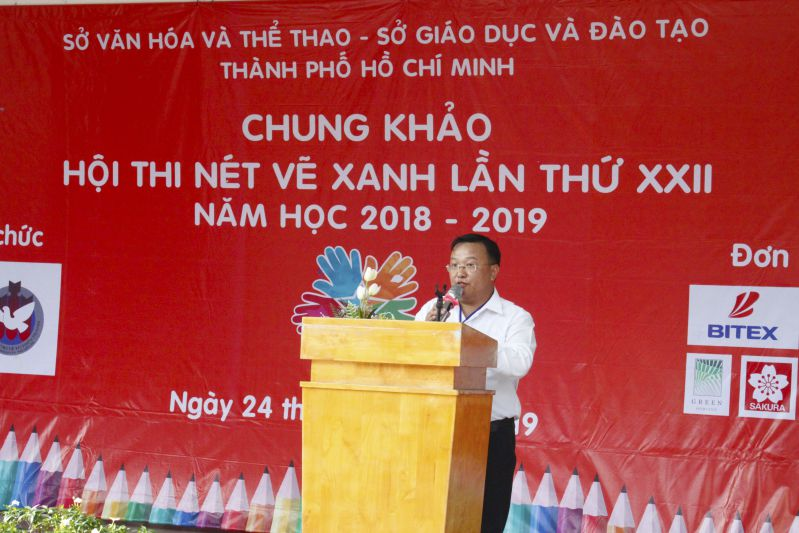 SỞ VĂN HÓA VÀ THỂ THAO - SỞ GIÁO DỤC VÀ ĐÀO TẠO
THÀNH PHỐ HỒ CHÍ MINH
CHUNG KHẢO
HỘI THI NÉT VẼ XANH LẦN THỨ XXII
NĂM HỌC 2018 - 2019
chức
Đơn
BITEX
GREEN
SAKURA
Ngày 24 th
19